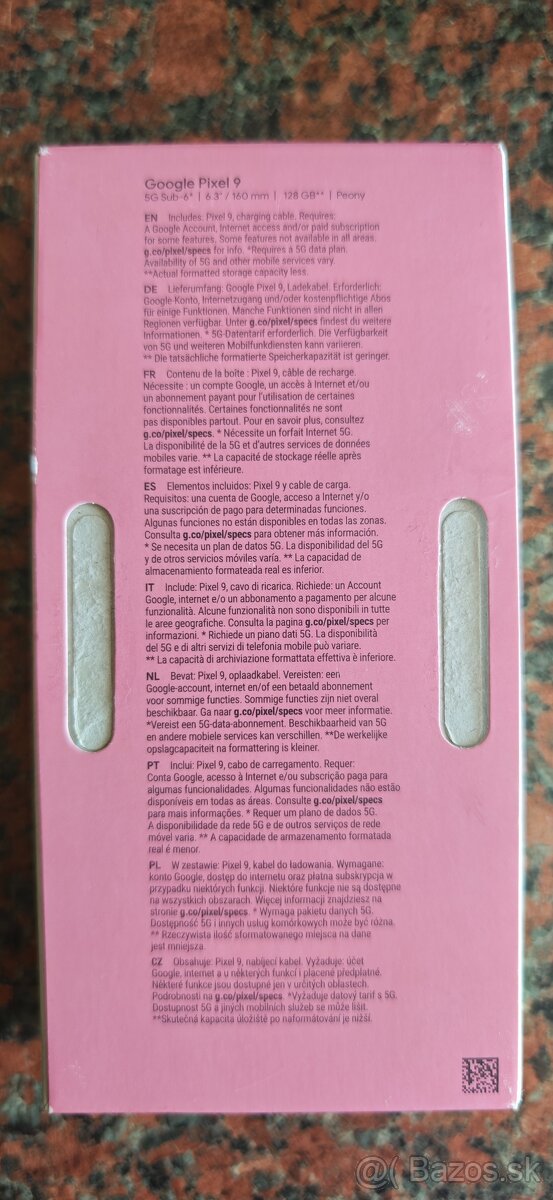 Google Pixel 9
5G Sub-6* | 6.3" / 160 mm | 128 GB** | Peony
EN Includes: Pixel 9, charging cable. Requires:
A Google Account, Internet access and/or paid subscription
for some features. Some features not available in all areas.
g.co/pixel/specs for info. *Requires a 5G data plan.
Availability of 5G and other mobile services vary.
**Actual formatted storage capacity less.
DE Lieferumfang: Google Pixel 9, Ladekabel. Erforderlich:
Google-Konto, Internetzugang und/oder kostenpflichtige Abos
für einige Funktionen. Manche Funktionen sind nicht in allen
Regionen verfügbar. Unter g.co/pixel/specs findest du weitere
Informationen. * 5G-Datentarif erforderlich. Die Verfügbarkeit
von 5G und weiteren Mobilfunkdiensten kann variieren.
** Die tatsächliche formatierte Speicherkapazität ist geringer.
FR Contenu de la boîte : Pixel 9, câble de recharge.
Nécessite : un compte Google, un accès à Internet et/ou
un abonnement payant pour l'utilisation de certaines
fonctionnalités. Certaines fonctionnalités ne sont
pas disponibles partout. Pour en savoir plus, consultez
g.co/pixel/specs. * Nécessite un forfait Internet 5G.
La disponibilité de la 5G et d'autres services de données
mobiles varie. ** La capacité de stockage réelle après
formatage est inférieure.
ES Elementos incluidos: Pixel 9 y cable de carga.
Requisitos: una cuenta de Google, acceso a Internet y/o
una suscripción de pago para determinadas funciones.
Algunas funciones no están disponibles en todas las zonas.
Consulta g.co/pixel/specs para obtener más información.
* Se necesita un plan de datos 5G. La disponibilidad del 5G
y de otros servicios móviles varía. ** La capacidad de
almacenamiento formateada real es inferior.
IT Include: Pixel 9, cavo di ricarica. Richiede: un Account
Google, internet e/o un abbonamento a pagamento per alcune
funzionalità. Alcune funzionalità non sono disponibili in tutte
le aree geografiche. Consulta la pagina g.co/pixel/specs per
informazioni. * Richiede un piano dati 5G. La disponibilità
del 5G e di altri servizi di telefonia mobile può variare.
** La capacità di archiviazione formattata effettiva è inferiore.
NL Bevat: Pixel 9, oplaadkabel. Vereisten: een
Google-account, internet en/of een betaald abonnement
voor sommige functies. Sommige functies zijn niet overal
beschikbaar. Ga naar g.co/pixel/specs voor meer informatie.
*Vereist een 5G-data-abonnement. Beschikbaarheid van 5G
en andere mobiele services kan verschillen. **De werkelijke
opslagcapaciteit na formattering is kleiner.
PT Inclui: Pixel 9, cabo de carregamento. Requer:
Conta Google, acesso à Internet e/ou subscrição paga para
algumas funcionalidades. Algumas funcionalidades não estão
disponíveis em todas as áreas. Consulte g.co/pixel/specs
para mais informações. * Requer um plano de dados 5G.
A disponibilidade da rede 5G e de outros serviços de rede
móvel varia. ** A capacidade de armazenamento formatada
real é menor.
PL W zestawie: Pixel 9, kabel do ładowania. Wymagane:
konto Google, dostęp do internetu oraz płatna subskrypcja w
przypadku niektórych funkcji. Niektóre funkcje nie są dostępne
na wszystkich obszarach. Więcej informacji znajdziesz na
stronie g.co/pixel/specs. * Wymaga pakietu danych 5G.
Dostępność 5G i innych usług komórkowych może być różna.
** Rzeczywista ilość sformatowanego miejsca na dane
jest mniejsza.
CZ Obsahuje: Pixel 9, nabíjecí kabel. Vyžaduje: účet
Google, internet a u některých funkcí i placené předplatné.
Některé funkce jsou dostupné jen v určitých oblastech.
Podrobnosti na g.co/pixel/specs. *Vyžaduje datový tarif s 5G.
Dostupnost 5G a jiných mobilních služeb se může lišit.
**Skutečná kapacita úložiště po naformátování je nižší.
@( Bazos.sk